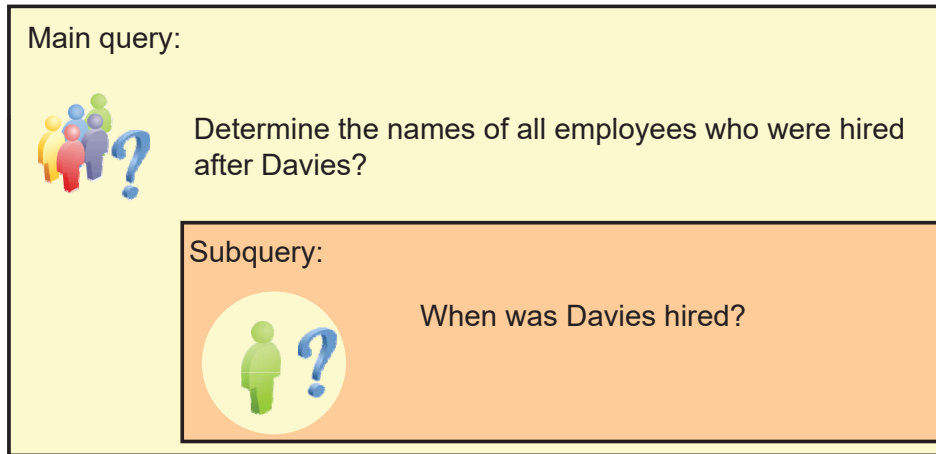 Main query:
Determine the names of all employees who were hired
after Davies?
Subquery:
When was Davies hired?